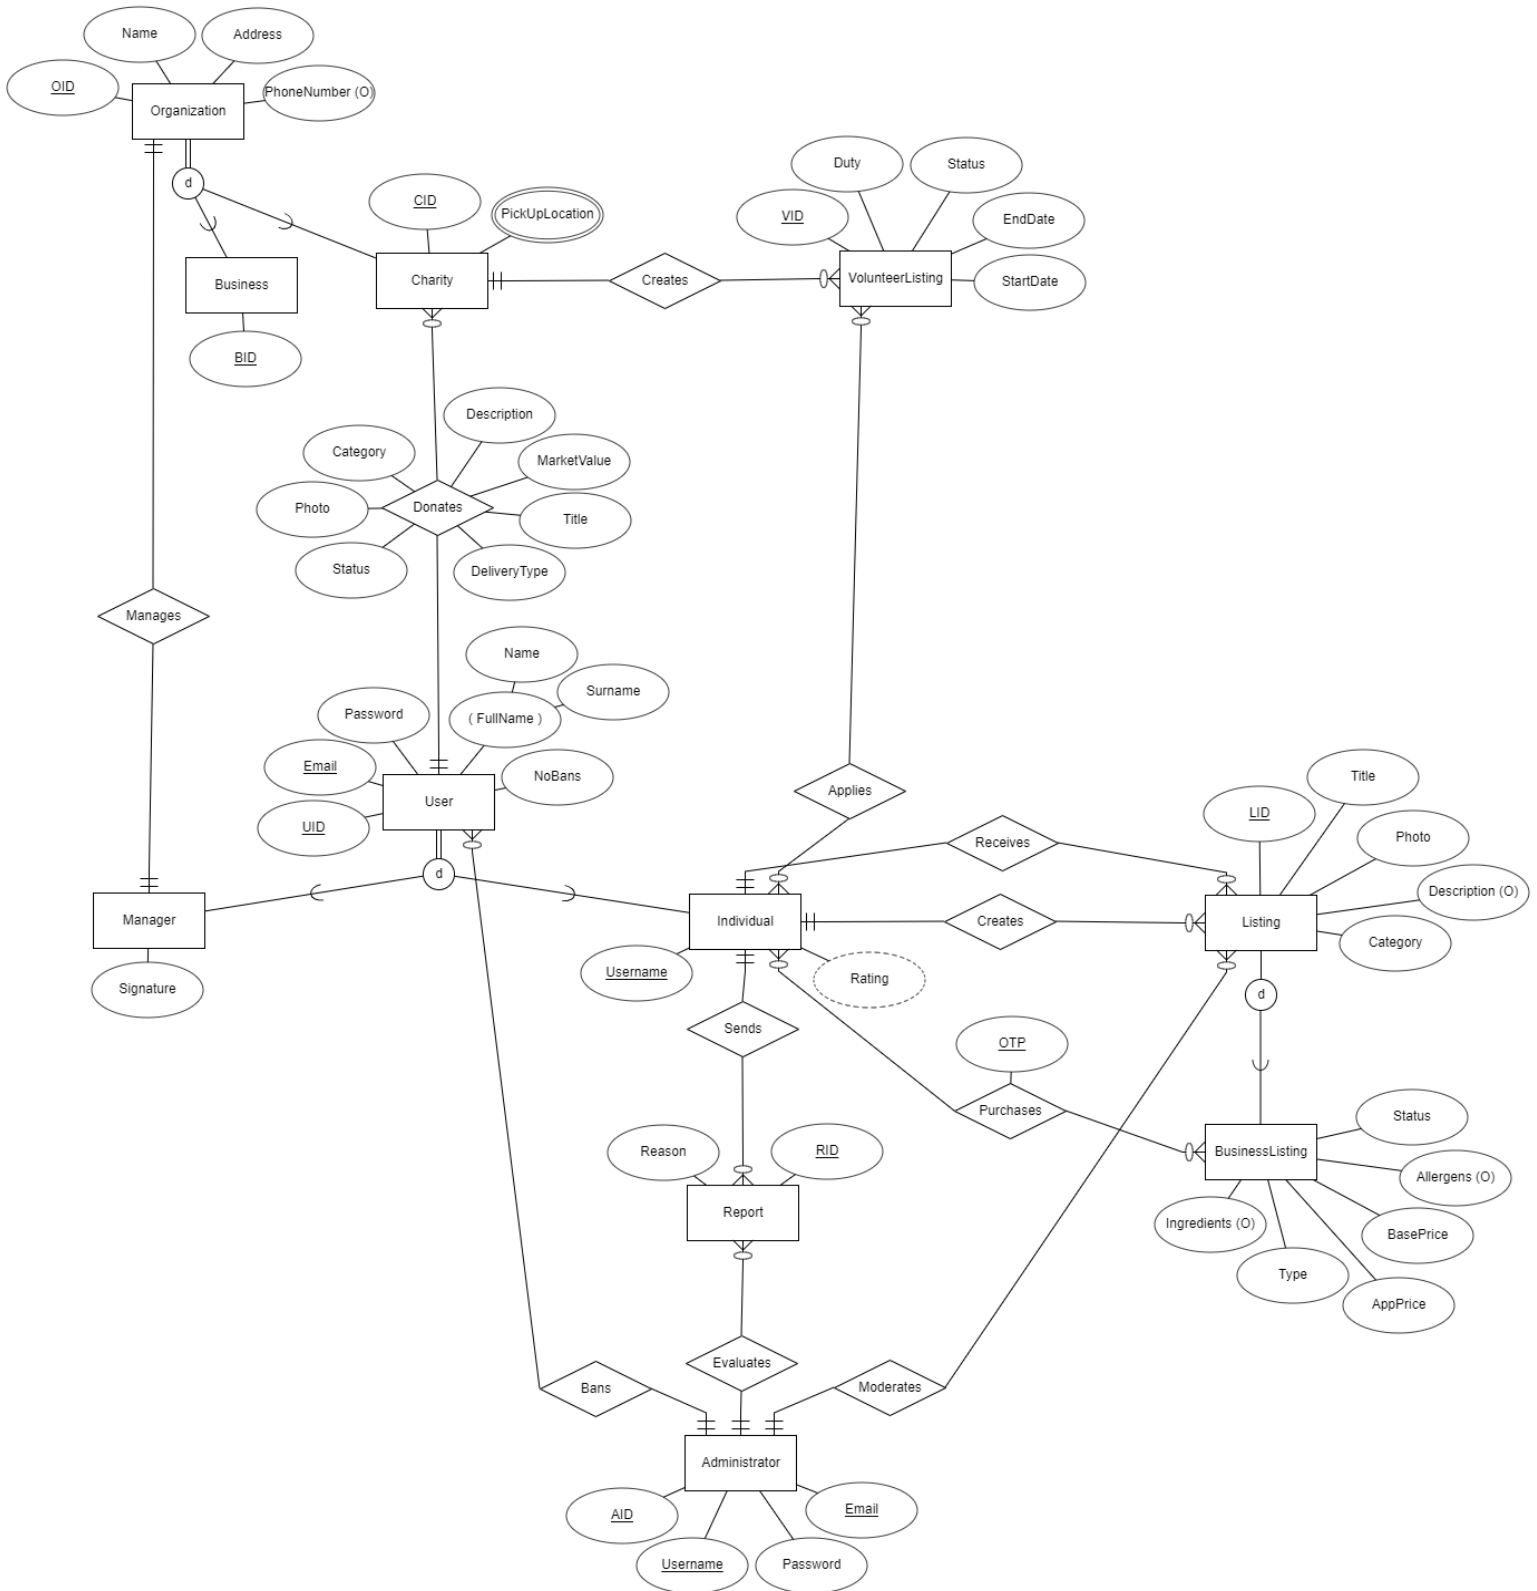 Name
Address
OID
PhoneNumber (O)
Organization
d
Duty
Status
CID
PickUpLocation
VID
EndDate
Business
Charity
Creates
VolunteerListing
StartDate
BID
Description
Category
MarketValue
Photo
Donates
Title
Status
DeliveryType
Manages
Name
Surname
Password
( FullName )
Email
NoBans
Title
User
Applies
UID
LID
Receives
Photo
d
Description (O)
Manager
Individual
Creates
Listing
Category
Signature
Username
Rating
d
Sends
OTP
Purchases
Status
Reason
RID
BusinessListing
Allergens (O)
Report
Ingredients (O)
BasePrice
Type
AppPrice
Evaluates
Bans
Moderates
Administrator
AID
Email
Username
Password